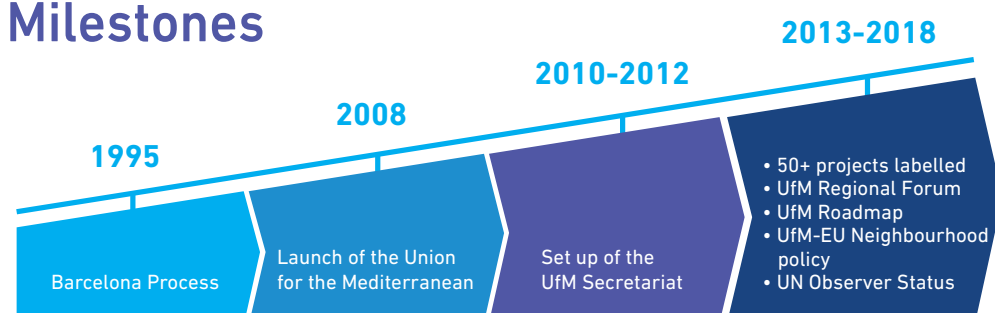 Milestones
1995
2008
2010-2012
2013-2018
Barcelona Process
Launch of the Union
for the Mediterranean
Set up of the
UfM Secretariat
• 50+ projects labelled
• UfM Regional Forum
• UfM Roadmap
• UfM-EU Neighbourhood
policy
• UN Observer Status